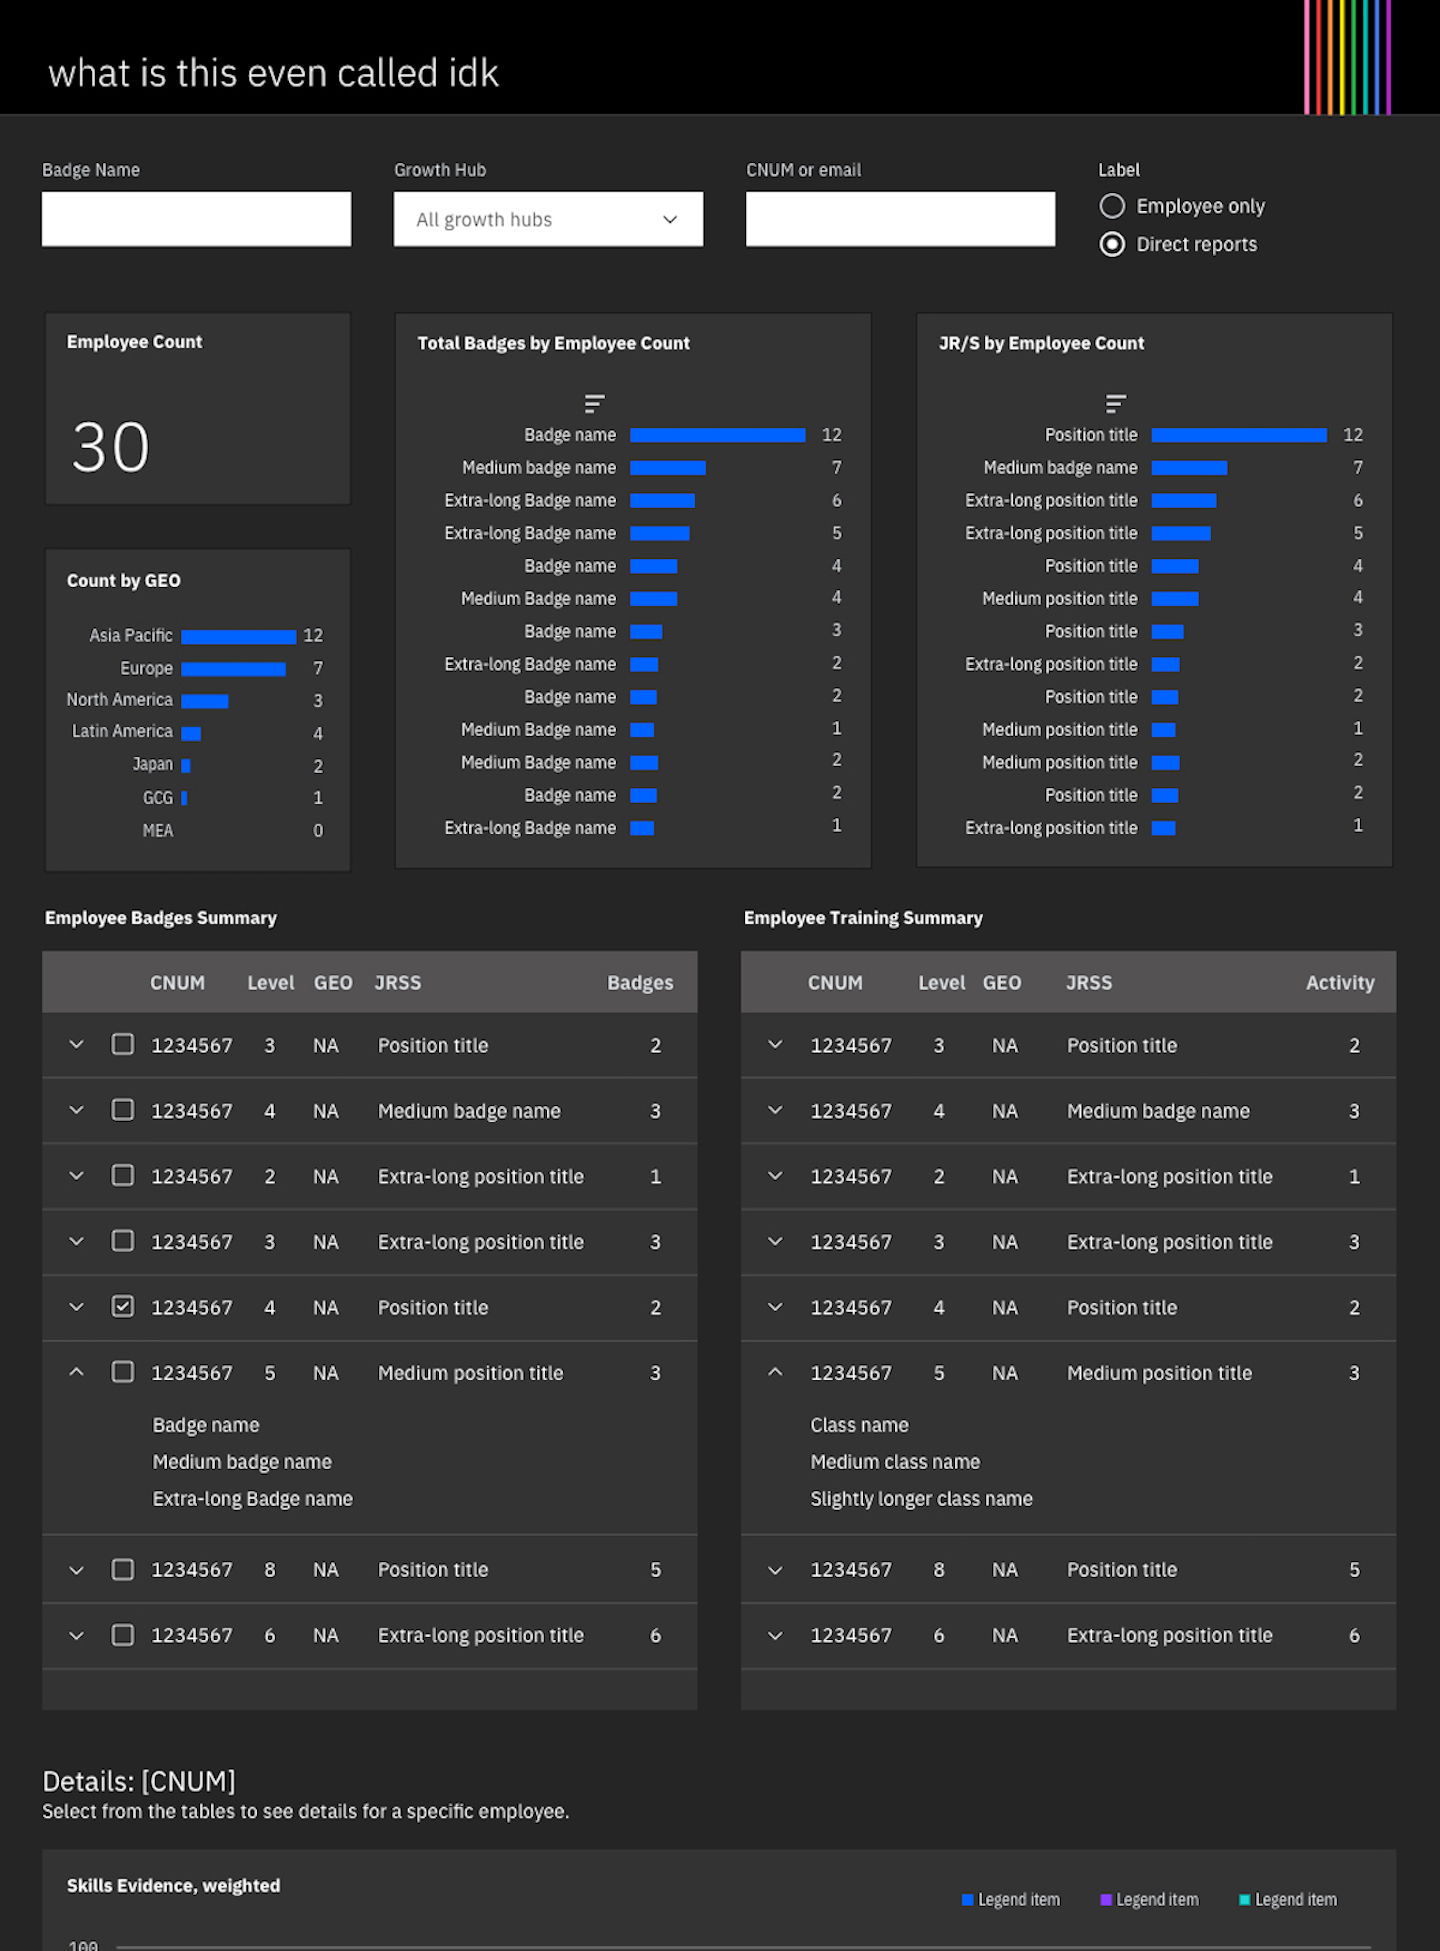 what is this even called idk
Badge Name
Growth Hub
CNUM or email
Label
All growth hubs
Employee only
Direct reports
Employee Count
30
Count by GEO
Asia Pacific 12
Europe 7
North America 3
Latin America 4
Japan 2
GCG 1
MEA 0
Total Badges by Employee Count
Badge name 12
Medium badge name 7
Extra-long Badge name 6
Extra-long Badge name 5
Badge name 4
Medium Badge name 4
Badge name 3
Extra-long Badge name 2
Badge name 2
Medium Badge name 1
Medium Badge name 2
Badge name 2
Extra-long Badge name 1
JR/S by Employee Count
Position title 12
Medium badge name 7
Extra-long position title 6
Extra-long position title 5
Position title 4
Medium position title 4
Position title 3
Extra-long position title 2
Position title 2
Medium position title 1
Medium position title 2
Position title 2
Extra-long position title 1
Employee Badges Summary
CNUM Level GEO JRSS Badges
1234567 3 NA Position title 2
1234567 4 NA Medium badge name 3
1234567 2 NA Extra-long position title 1
1234567 3 NA Extra-long position title 3
1234567 4 NA Position title 2
1234567 5 NA Medium position title 3
Badge name
Medium badge name
Extra-long Badge name
1234567 8 NA Position title 5
1234567 6 NA Extra-long position title 6
Employee Training Summary
CNUM Level GEO JRSS Activity
1234567 3 NA Position title 2
1234567 4 NA Medium badge name 3
1234567 2 NA Extra-long position title 1
1234567 3 NA Extra-long position title 3
1234567 4 NA Position title 2
1234567 5 NA Medium position title 3
Class name
Medium class name
Slightly longer class name
1234567 8 NA Position title 5
1234567 6 NA Extra-long position title 6
Details: [CNUM]
Select from the tables to see details for a specific employee.
Skills Evidence, weighted
Legend item Legend item Legend item
100